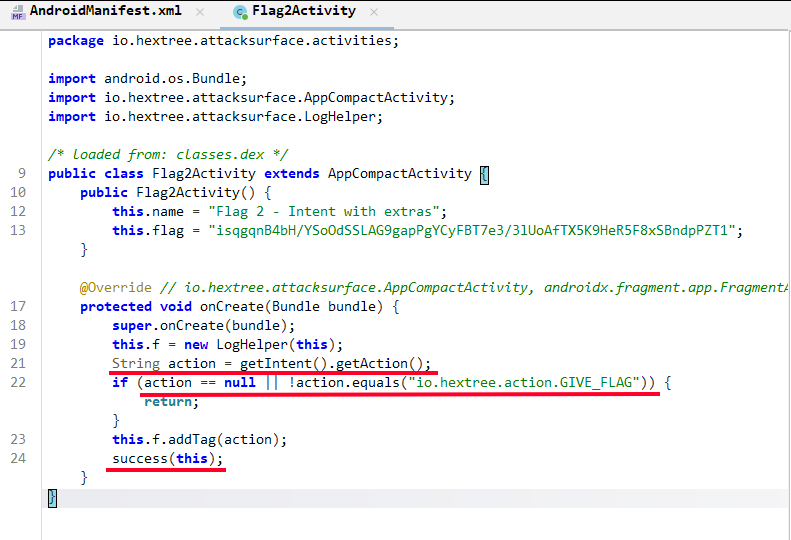 MF AndroidManifest.xml × C Flag2Activity ×
package io.hextree.attacksurface.activities;
import android.os.Bundle;
import io.hextree.attacksurface.AppCompactActivity;
import io.hextree.attacksurface.LogHelper;
/* loaded from: classes.dex */
9 public class Flag2Activity extends AppCompactActivity {
10 public Flag2Activity() {
12 this.name = "Flag 2 - Intent with extras";
13 this.flag = "isqgqnB4bH/YSoOdSSLAG9gapPgYCyFBT7e3/3lUoAfTX5K9HeR5F8xSBndpPZT1";
}
@Override // io.hextree.attacksurface.AppCompactActivity, androidx.fragment.app.FragmentA
17 protected void onCreate(Bundle bundle) {
18 super.onCreate(bundle);
19 this.f = new LogHelper(this);
21 String action = getIntent().getAction();
22 if (action == null || !action.equals("io.hextree.action.GIVE_FLAG")) {
return;
}
23 this.f.addTag(action);
24 success(this);
}
}